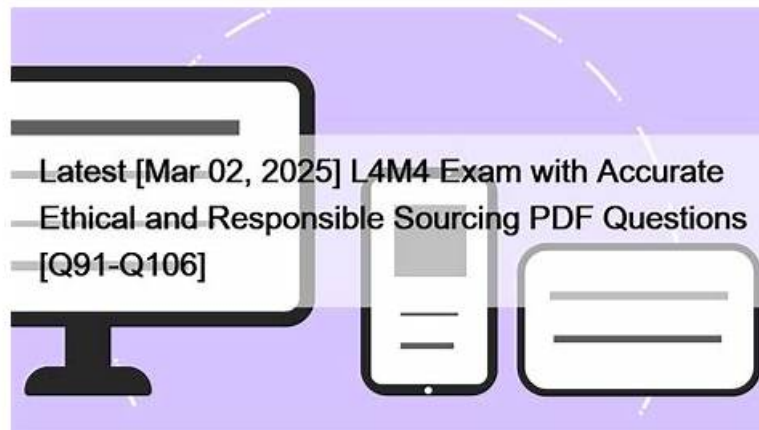 Latest [Mar 02, 2025] L4M4 Exam with Accurate
Ethical and Responsible Sourcing PDF Questions
[Q91-Q106]